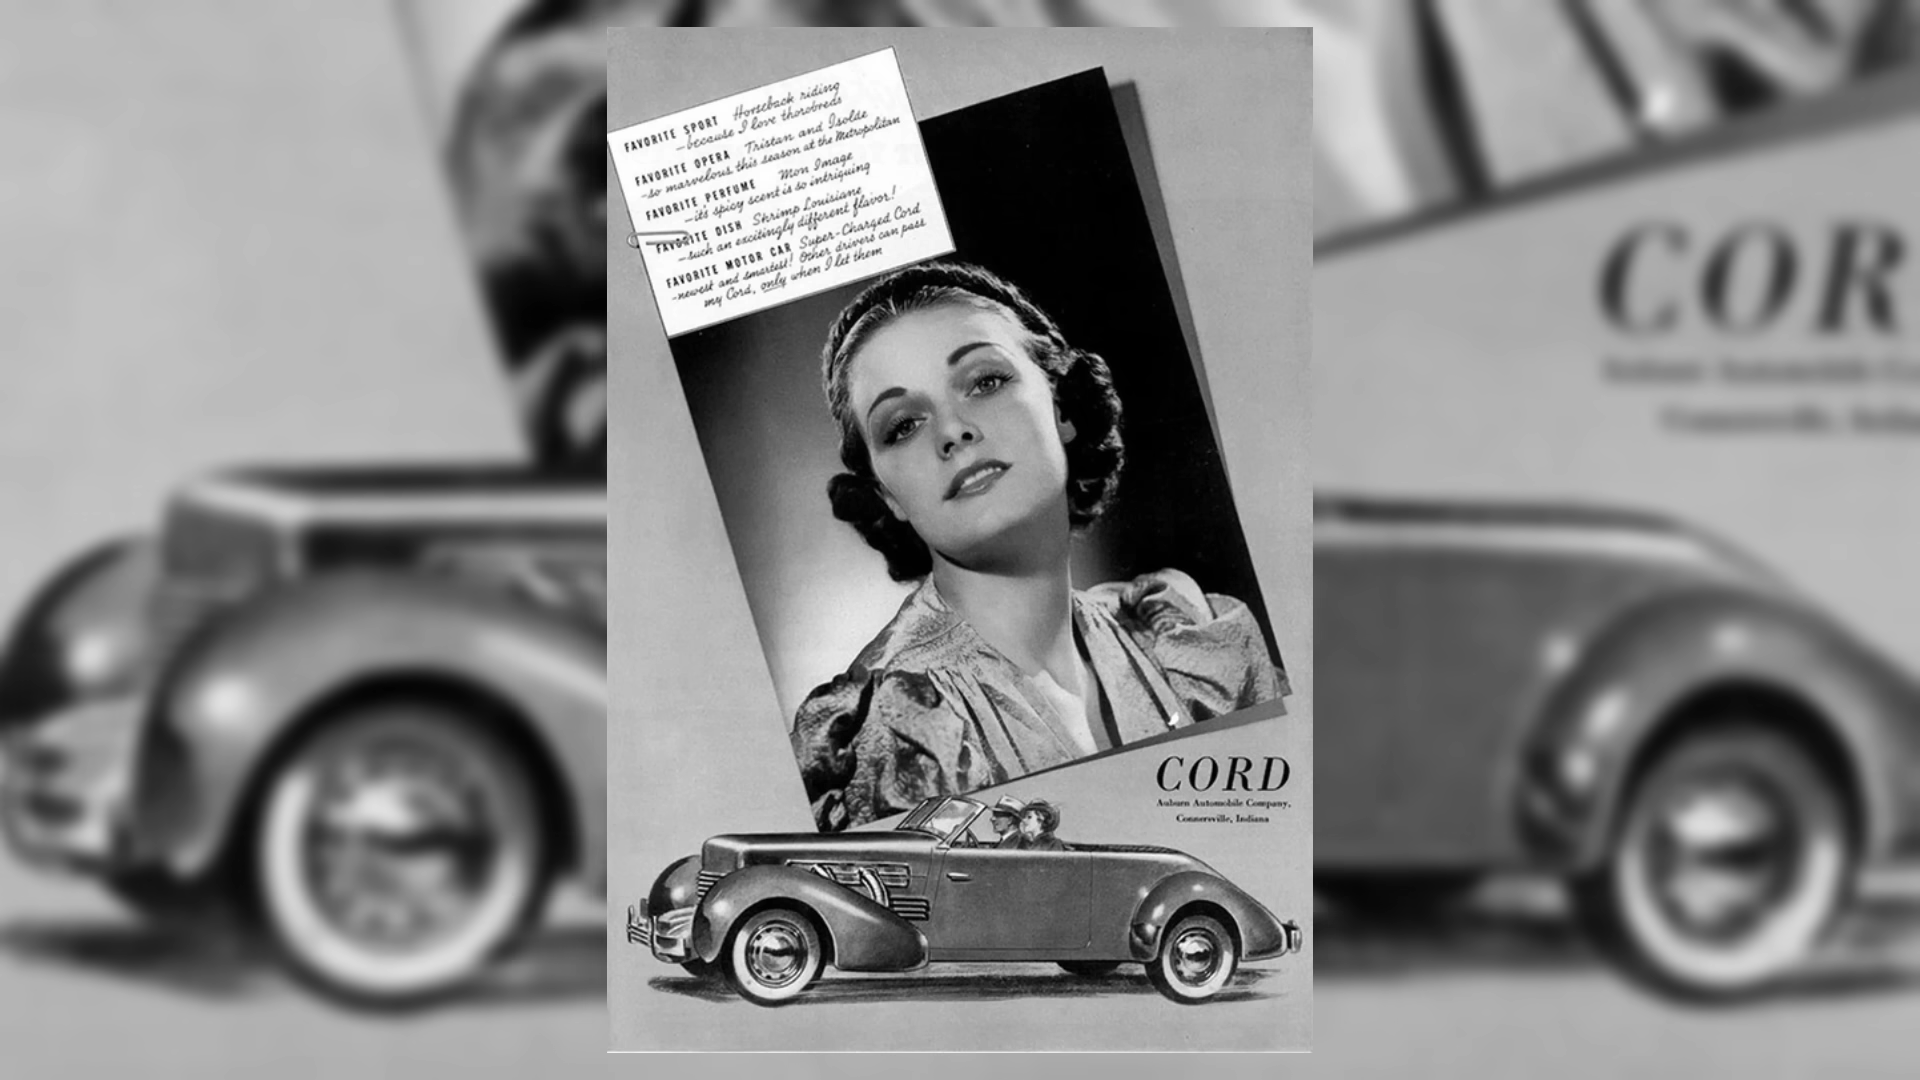 FAVORITE SPORT Horseback riding
—because I love thorobreds
FAVORITE OPERA Tristan and Isolde
—so marvelous this season at the Metropolitan
FAVORITE PERFUME Mon Image
—its spicy scent is so intriguing
FAVORITE DISH Shrimp Louisiane
—such an excitingly different flavor!
FAVORITE MOTOR CAR Super-Charged Cord
—newest and smartest! Other drivers can pass
my Cord, only when I let them
CORD
Auburn Automobile Company,
Connersville, Indiana
COR